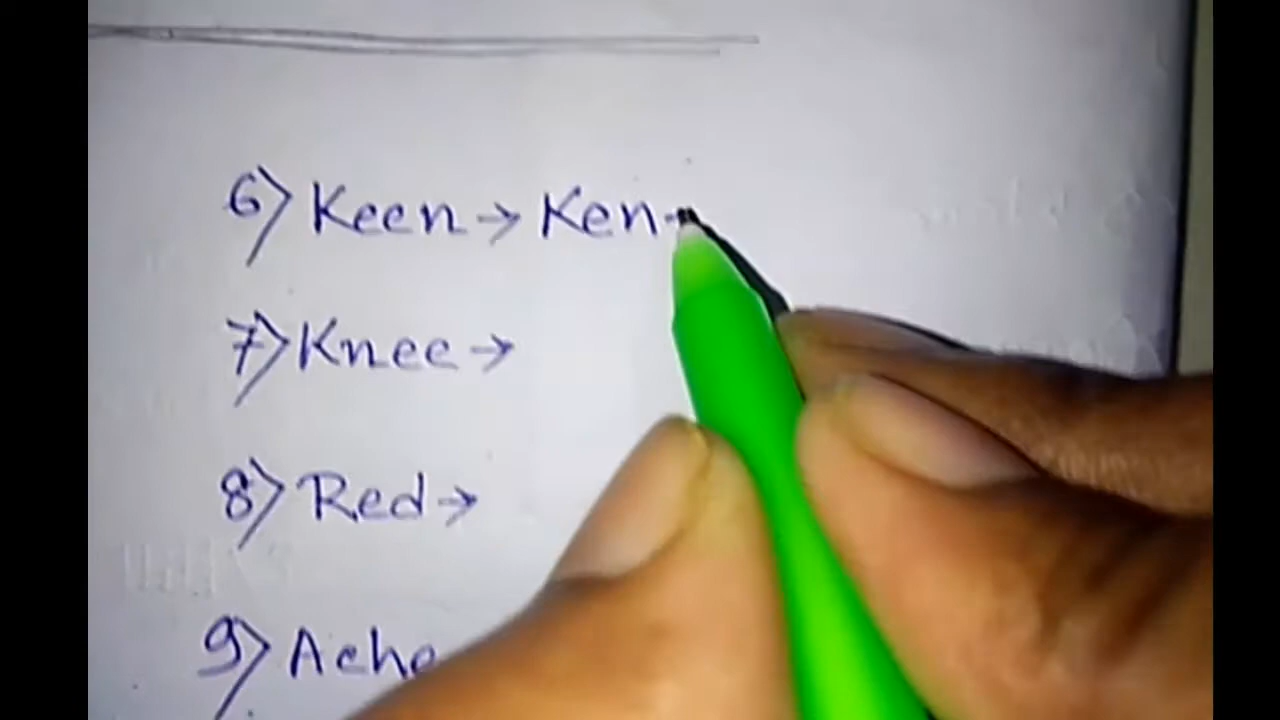 6) Keen → Ken-
7) Knee →
8) Red →
9) Ache